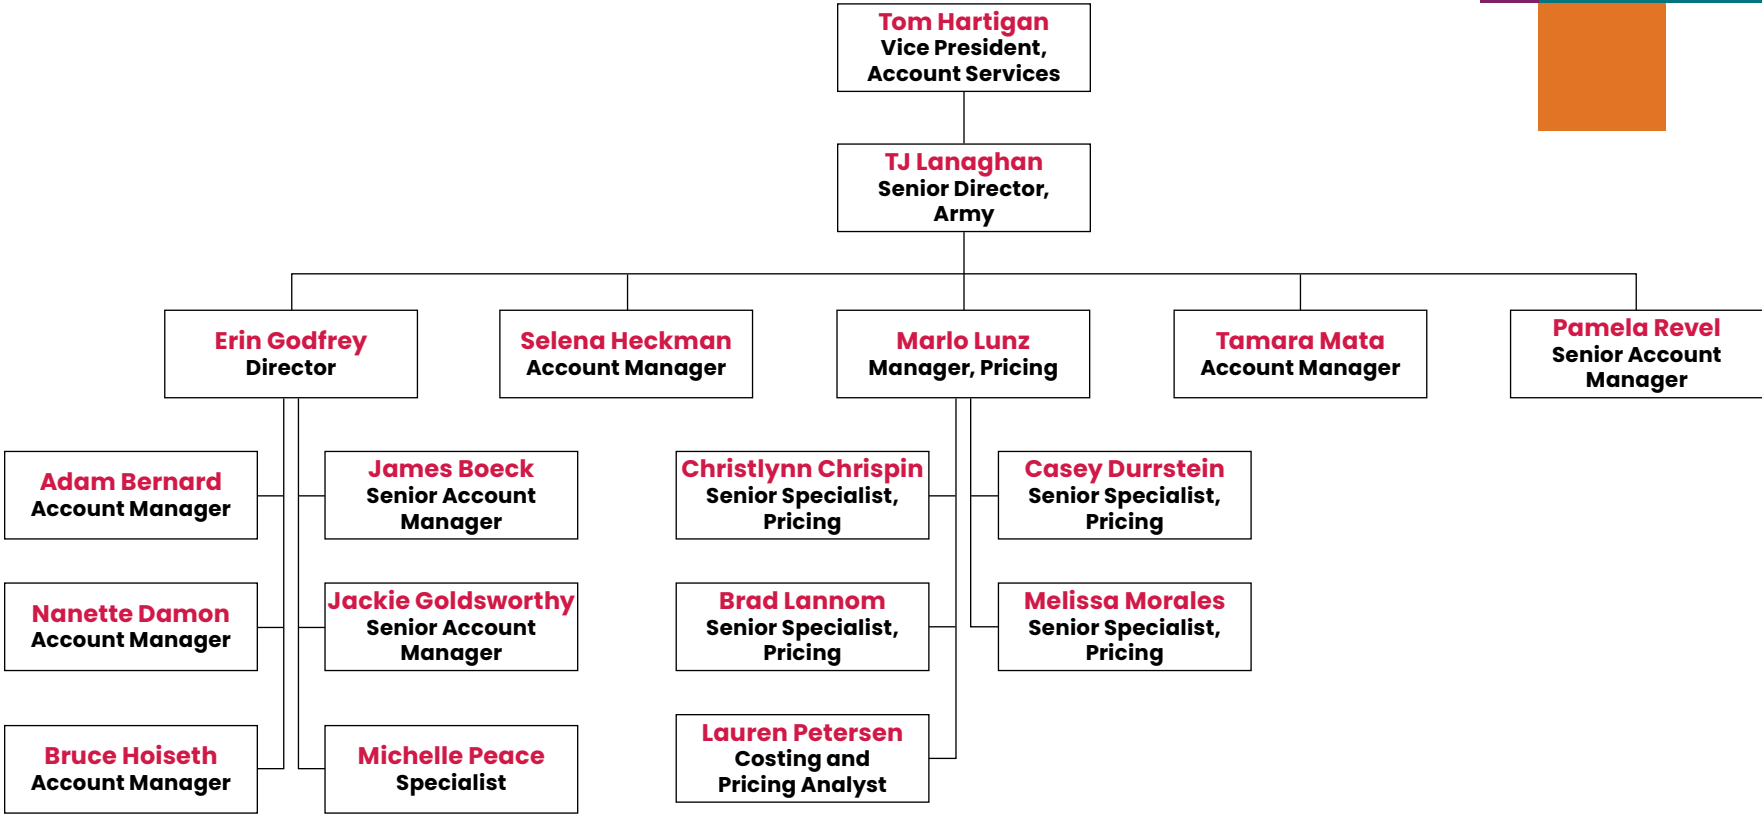 Tom Hartigan
Vice President,
Account Services
TJ Lanaghan
Senior Director,
Army
Erin Godfrey
Director
Selena Heckman
Account Manager
Marlo Lunz
Manager, Pricing
Tamara Mata
Account Manager
Pamela Revel
Senior Account
Manager
Adam Bernard
Account Manager
James Boeck
Senior Account
Manager
Christlynn Chrispin
Senior Specialist,
Pricing
Casey Durrstein
Senior Specialist,
Pricing
Nanette Damon
Account Manager
Jackie Goldsworthy
Senior Account
Manager
Brad Lannom
Senior Specialist,
Pricing
Melissa Morales
Senior Specialist,
Pricing
Bruce Hoiseth
Account Manager
Michelle Peace
Specialist
Lauren Petersen
Costing and
Pricing Analyst